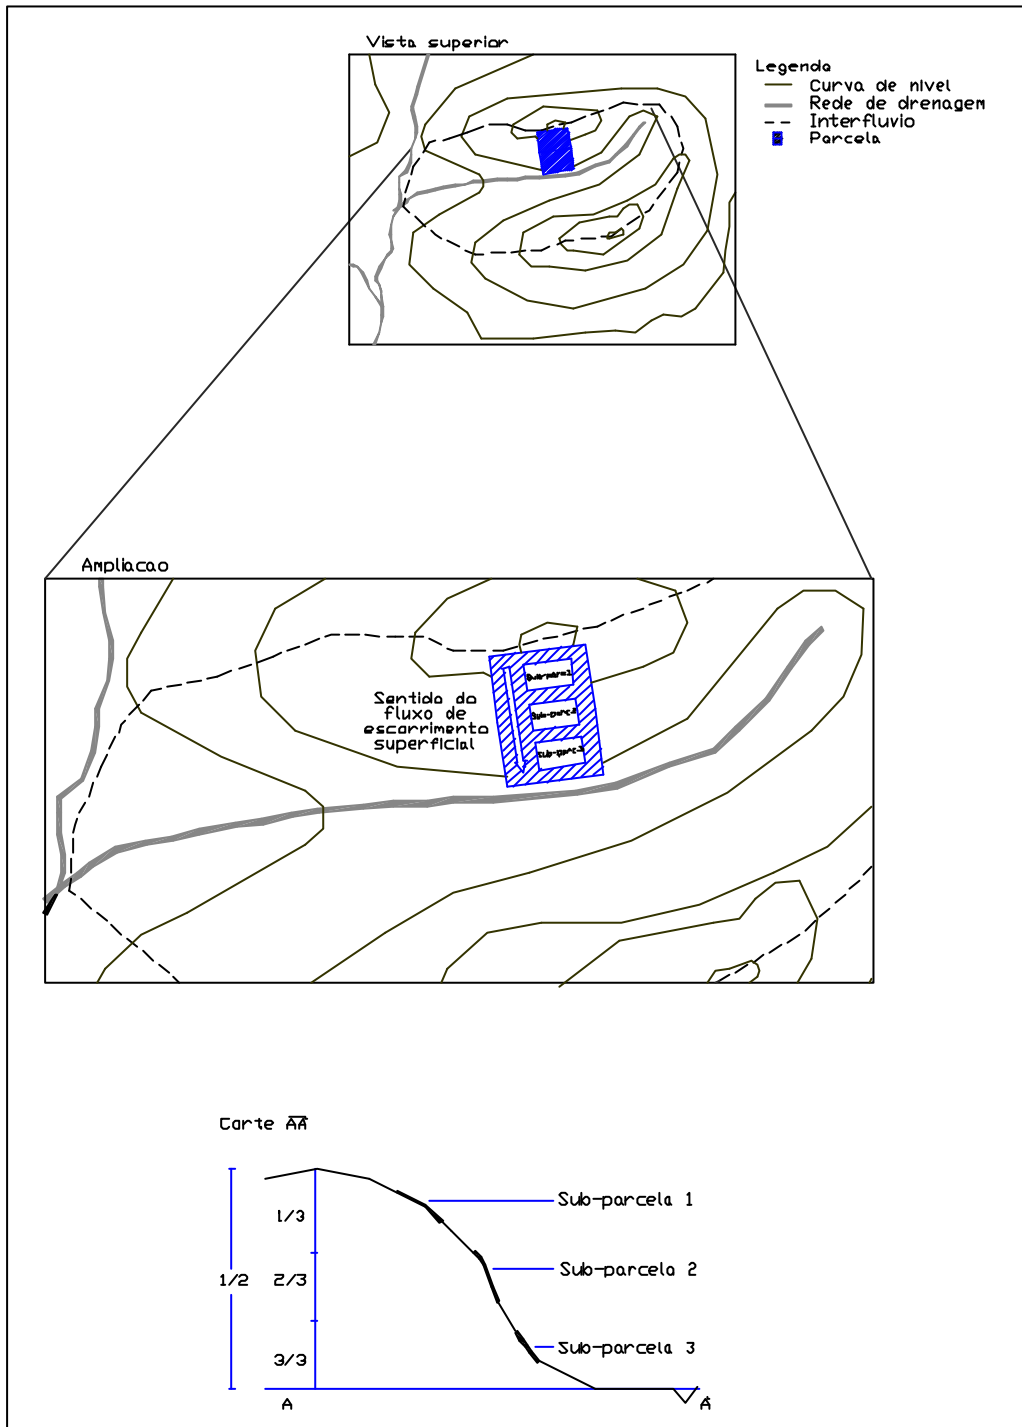 Vista superior
Legenda
Curva de nivel
Rede de drenagem
Interfluvio
Parcela
Ampliacao
Sentido do
fluxo de
escorrimento
superficial
Carte AA
1/3
1/2
2/3
3/3
Sub-parcela 1
Sub-parcela 2
Sub-parcela 3
A
A